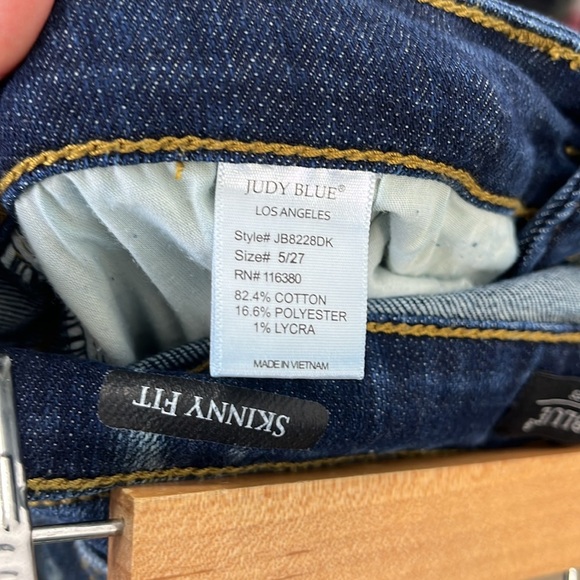 JUDY BLUE®
LOS ANGELES
Style# JB8228DK
Size# 5/27
RN# 116380
82.4% COTTON
16.6% POLYESTER
1% LYCRA
MADE IN VIETNAM
SKINNY FIT
BLUE®